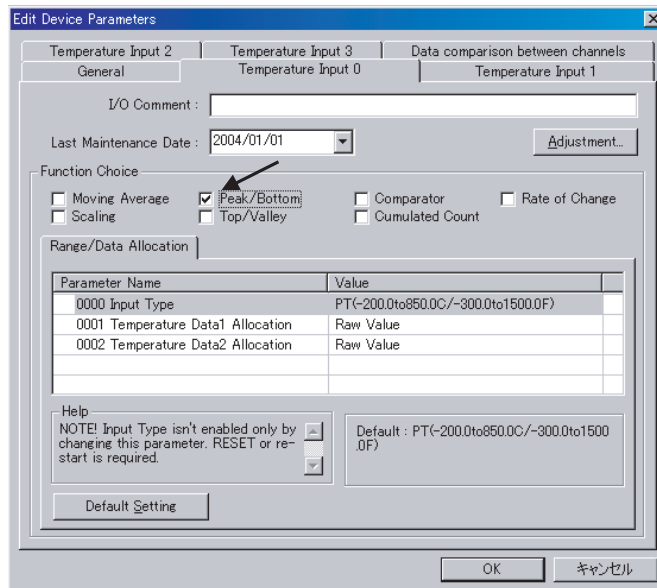 Edit Device Parameters
Temperature Input 2 Temperature Input 3 Data comparison between channels
General Temperature Input 0 Temperature Input 1
I/O Comment :
Last Maintenance Date : 2004/01/01 Adjustment...
Function Choice
Moving Average Peak/Bottom Comparator Rate of Change
Scaling Top/Valley Cumulated Count
Range/Data Allocation
Parameter Name Value
0000 Input Type PT(-200.0to850.0C/-300.0to1500.0F)
0001 Temperature Data1 Allocation Raw Value
0002 Temperature Data2 Allocation Raw Value
Help
NOTE! Input Type isn't enabled only by
changing this parameter. RESET or re-
start is required.
Default : PT(-200.0to850.0C/-300.0to1500
.0F)
Default Setting
OK キャンセル